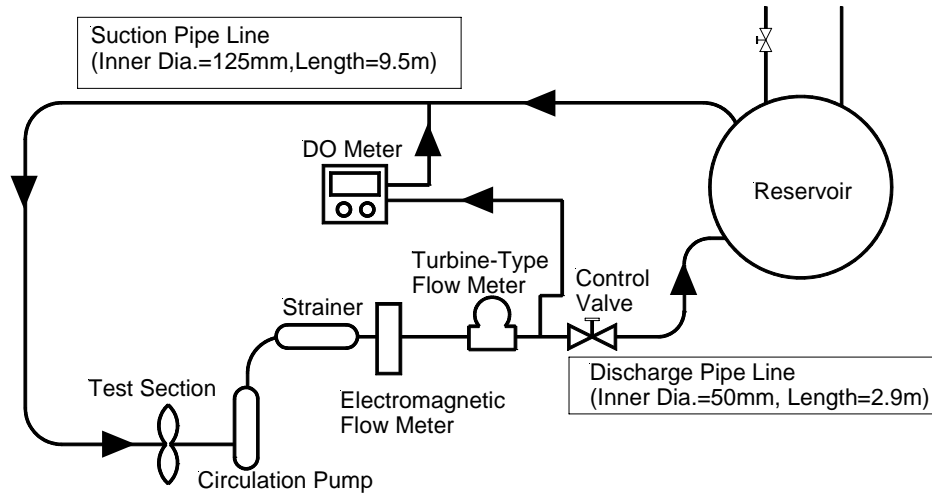 Suction Pipe Line
(Inner Dia.=125mm,Length=9.5m)
DO Meter
Reservoir
Turbine-Type
Flow Meter
Control
Valve
Strainer
Test Section
Electromagnetic
Flow Meter
Discharge Pipe Line
(Inner Dia.=50mm, Length=2.9m)
Circulation Pump